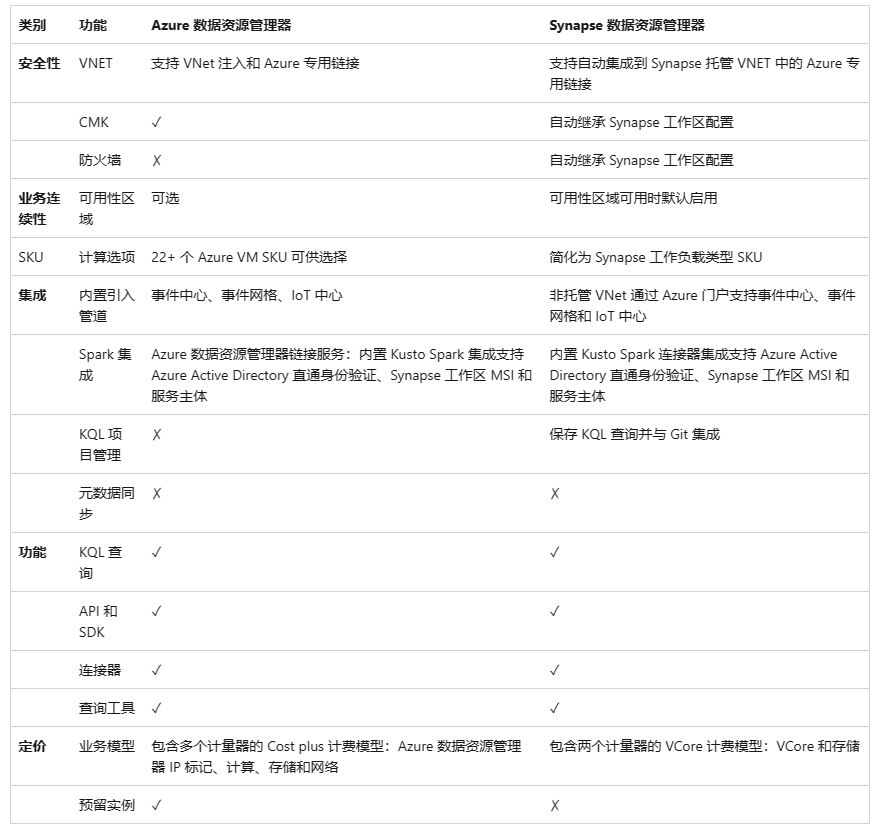 类别 功能 Azure 数据资源管理器 Synapse 数据资源管理器
安全性 VNET 支持 VNet 注入和 Azure 专用链接 支持自动集成到 Synapse 托管 VNET 中的 Azure 专
用链接
CMK ✓ 自动继承 Synapse 工作区配置
防火墙 ✗ 自动继承 Synapse 工作区配置
业务连 可用性区 可选 可用性区域可用时默认启用
续性 域
SKU 计算选项 22+ 个 Azure VM SKU 可供选择 简化为 Synapse 工作负载类型 SKU
集成 内置引入 事件中心、事件网格、IoT 中心 非托管 VNet 通过 Azure 门户支持事件中心、事件
管道 网格和 IoT 中心
Spark 集 Azure 数据资源管理器链接服务：内置 Kusto Spark 集成支持 内置 Kusto Spark 连接器集成支持 Azure Active
成 Azure Active Directory 直通身份验证、Synapse 工作区 MSI 和 Directory 直通身份验证、Synapse 工作区 MSI 和
服务主体 服务主体
KQL 项 ✗ 保存 KQL 查询并与 Git 集成
目管理
元数据同 ✗ ✗
步
功能 KQL 查 ✓ ✓
询
API 和 ✓ ✓
SDK
连接器 ✓ ✓
查询工具 ✓ ✓
定价 业务模型 包含多个计量器的 Cost plus 计费模型：Azure 数据资源管理 包含两个计量器的 VCore 计费模型：VCore 和存储
器 IP 标记、计算、存储和网络
预留实例 ✓ ✗